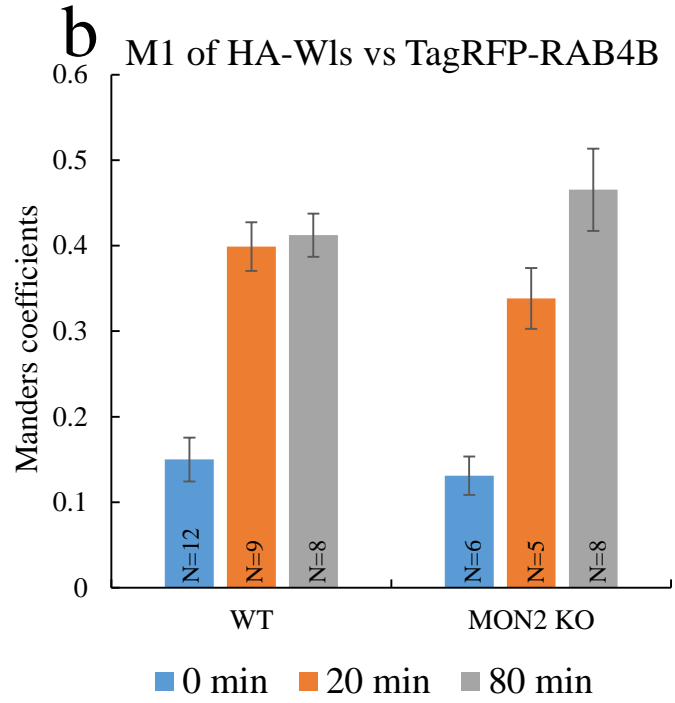 b M1 of HA-Wls vs TagRFP-RAB4B
Manders coefficients
0.6
0.5
0.4
0.3
0.2
0.1
0
N=12
N=9
N=8
N=6
N=5
N=8
WT
MON2 KO
0 min 20 min 80 min